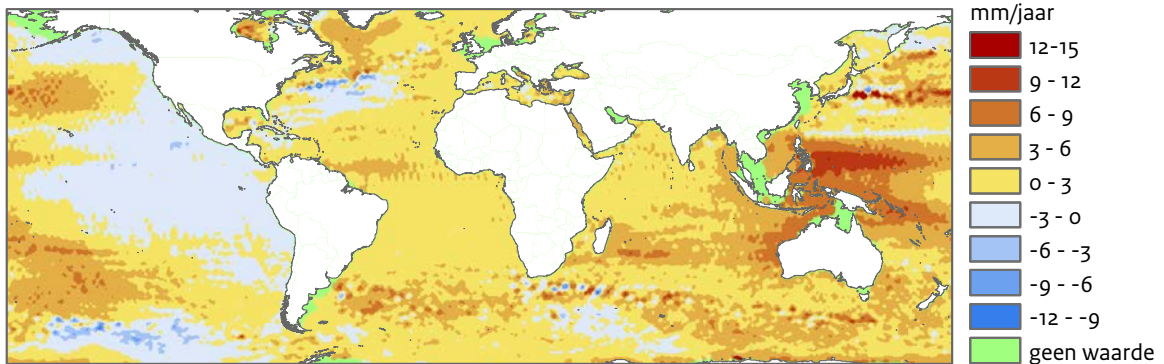 mm/jaar
12-15
9 - 12
6 - 9
3 - 6
0 - 3
-3 - 0
-6 - -3
-9 - -6
-12 - -9
geen waarde